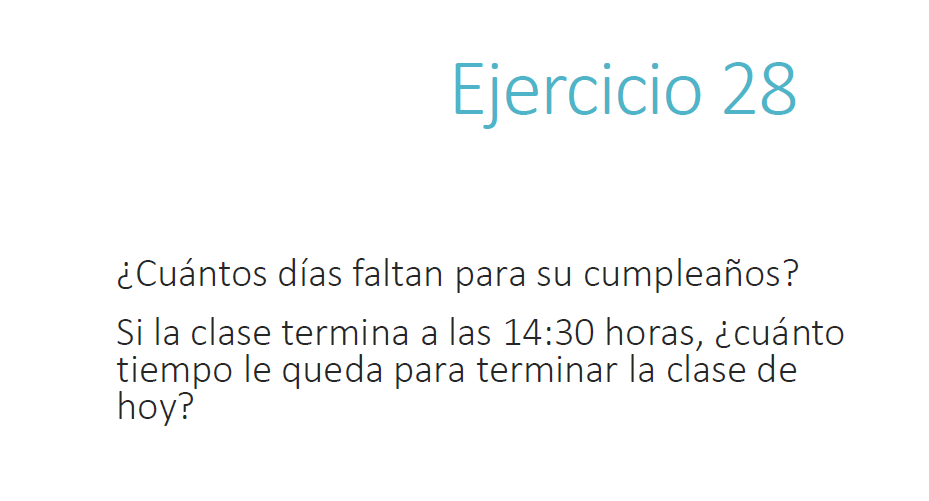 Ejercicio 28
¿Cuántos días faltan para su cumpleaños?
Si la clase termina a las 14:30 horas, ¿cuánto
tiempo le queda para terminar la clase de
hoy?